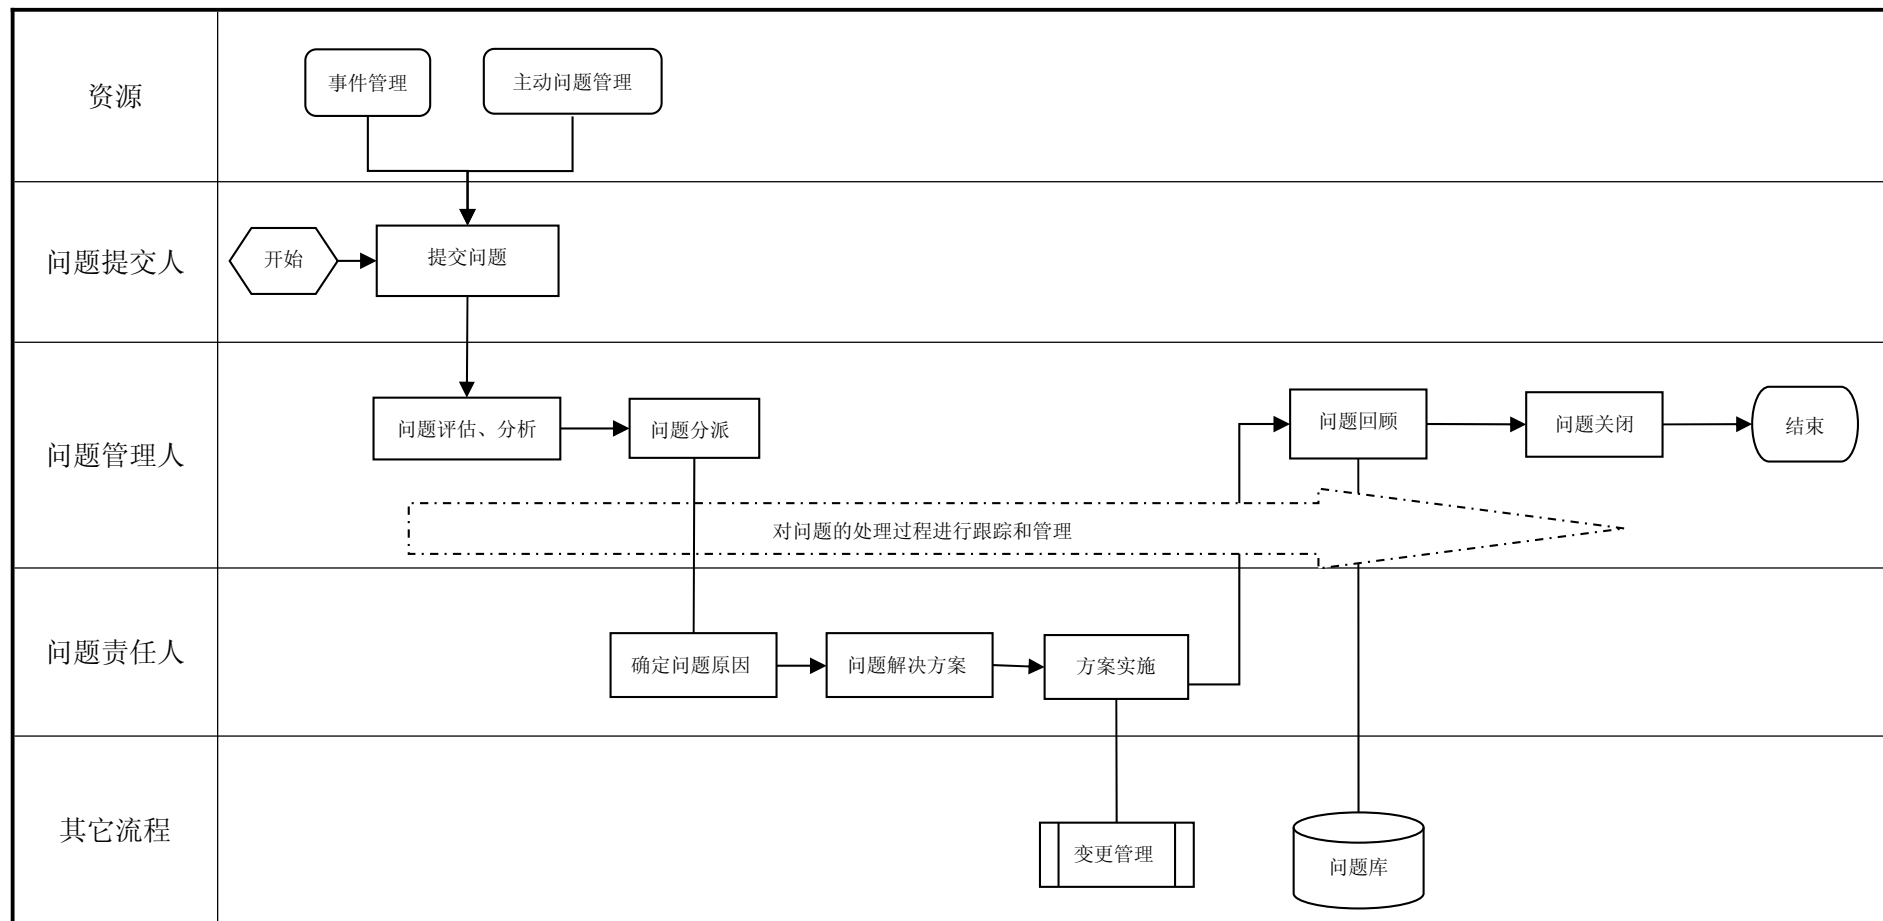 资源
事件管理
主动问题管理
问题提交人
开始
提交问题
问题管理人
问题评估、分析
问题分派
问题回顾
问题关闭
结束
对问题的处理过程进行跟踪和管理
问题责任人
确定问题原因
问题解决方案
方案实施
其它流程
变更管理
问题库